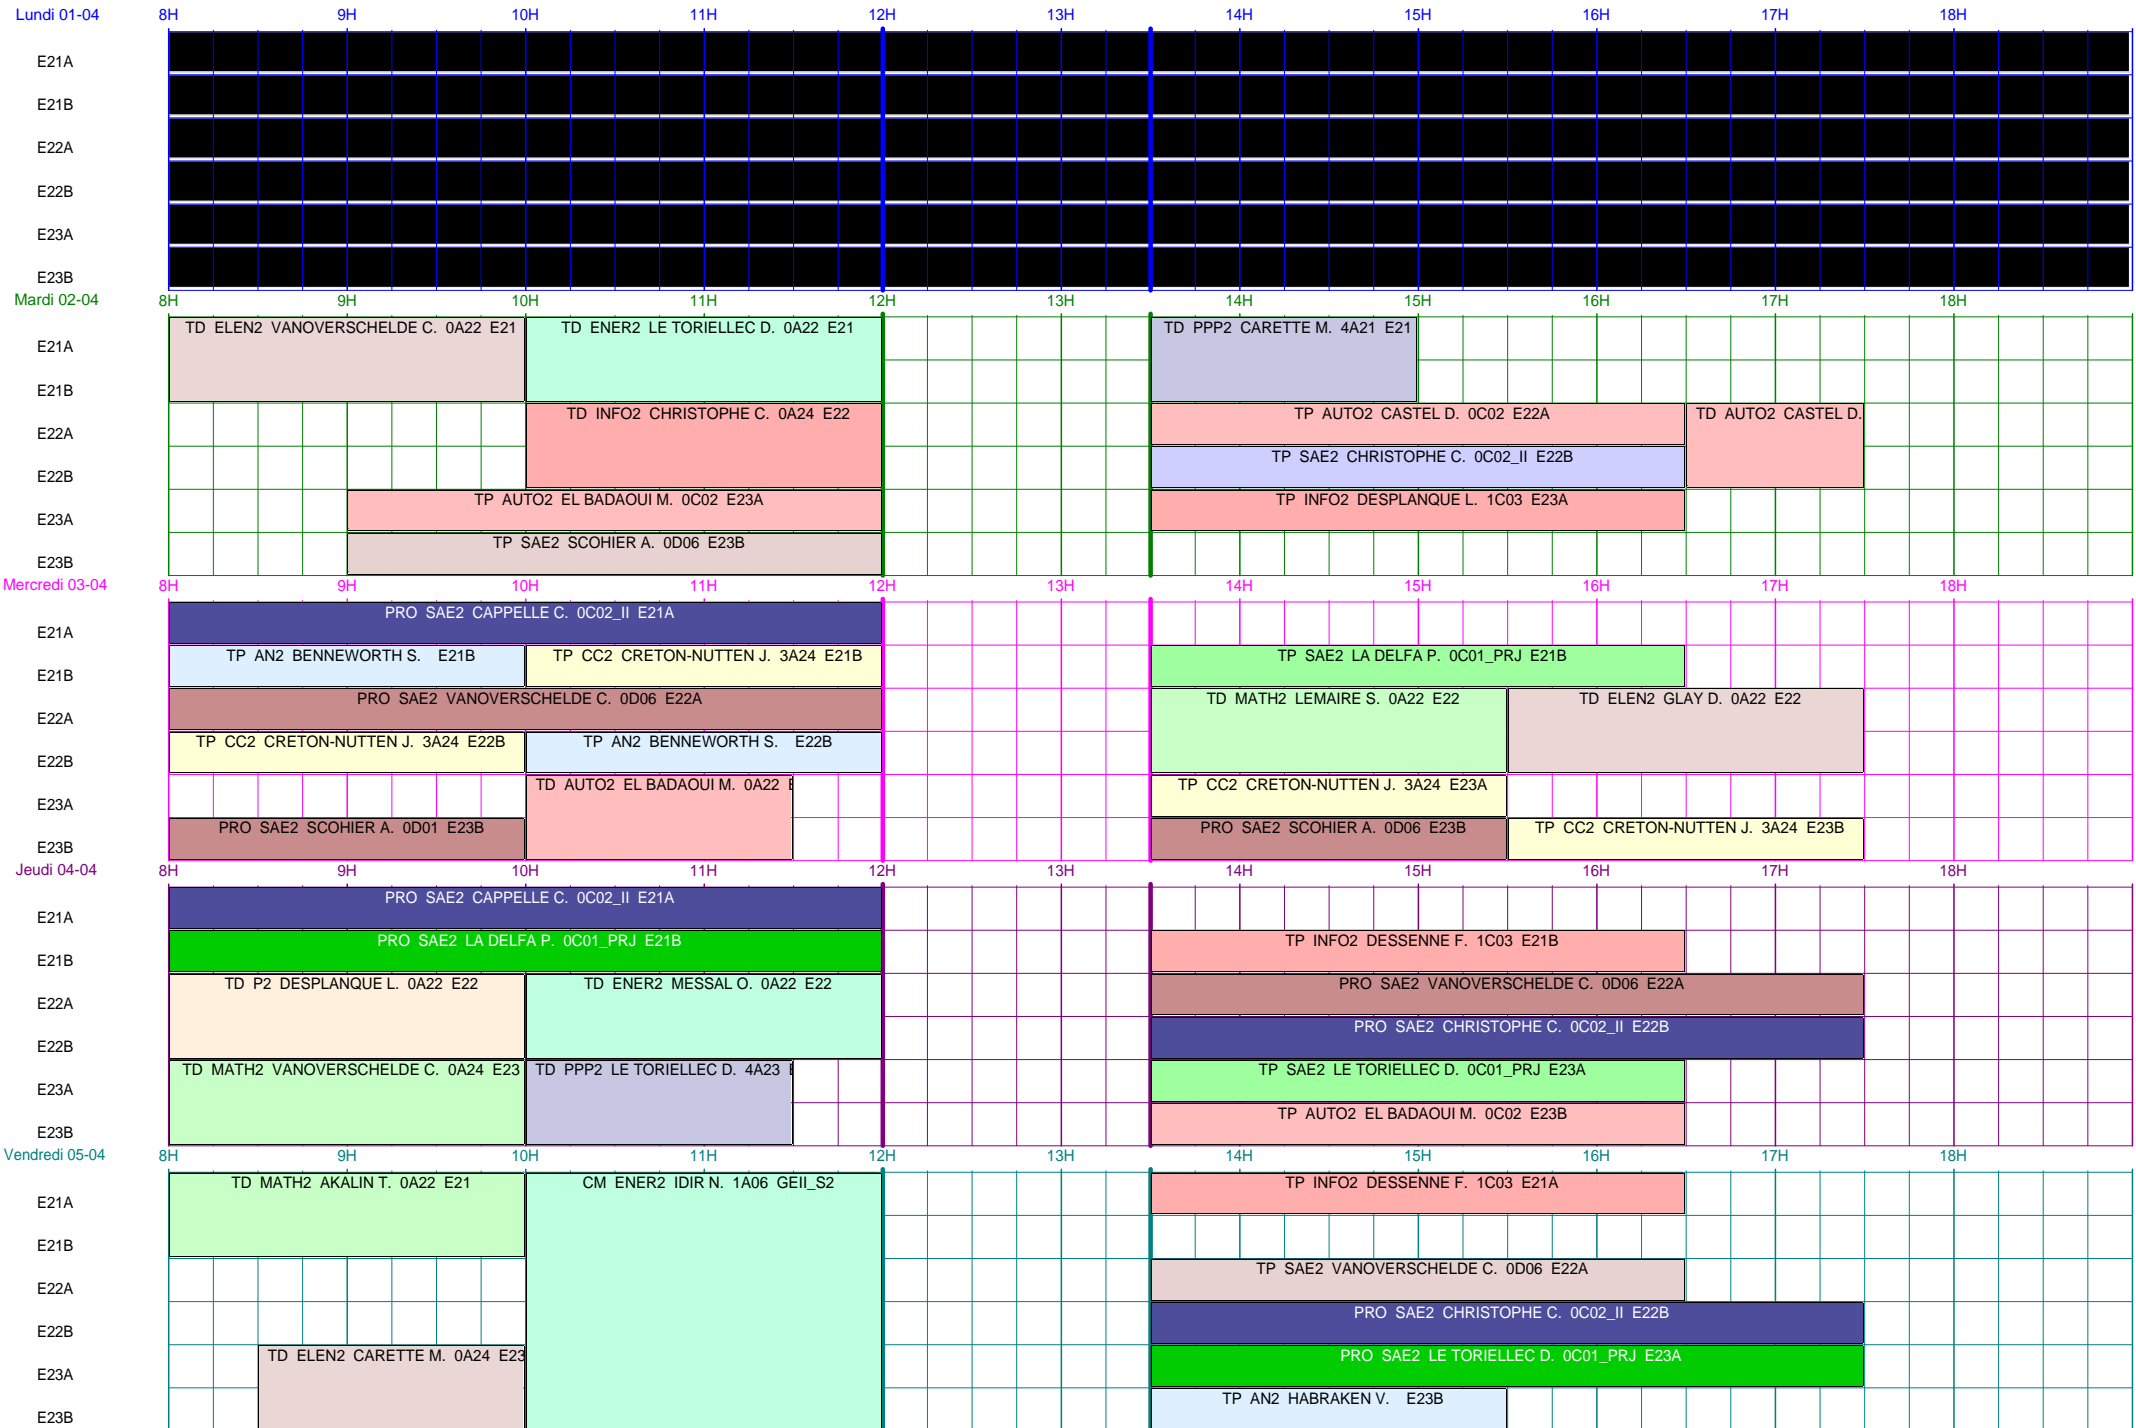 Lundi 01-04 8H 9H 10H 11H 12H 13H 14H 15H 16H 17H 18H
E21A
E21B
E22A
E22B
E23A
E23B
Mardi 02-04 8H 9H 10H 11H 12H 13H 14H 15H 16H 17H 18H
TD ELEN2 VANOVERSCHELDE C. 0A22 E21 TD ENER2 LE TORIELLEC D. 0A22 E21 TD PPP2 CARETTE M. 4A21 E21
E21A
E21B
TD INFO2 CHRISTOPHE C. 0A24 E22 TP AUTO2 CASTEL D. 0C02 E22A TD AUTO2 CASTEL D.
E22A
TP SAE2 CHRISTOPHE C. 0C02_II E22B
E22B
TP AUTO2 EL BADAOUI M. 0C02 E23A TP INFO2 DESPLANQUE L. 1C03 E23A
E23A
TP SAE2 SCOHIER A. 0D06 E23B
E23B
Mercredi 03-04 8H 9H 10H 11H 12H 13H 14H 15H 16H 17H 18H
PRO SAE2 CAPPELLE C. 0C02_II E21A
E21A
TP AN2 BENNEWORTH S. E21B TP CC2 CRETON-NUTTEN J. 3A24 E21B TP SAE2 LA DELFA P. 0C01_PRJ E21B
E21B
PRO SAE2 VANOVERSCHELDE C. 0D06 E22A TD MATH2 LEMAIRE S. 0A22 E22 TD ELEN2 GLAY D. 0A22 E22
E22A
TP CC2 CRETON-NUTTEN J. 3A24 E22B TP AN2 BENNEWORTH S. E22B
E22B
TD AUTO2 EL BADAOUI M. 0A22 TP CC2 CRETON-NUTTEN J. 3A24 E23A
E23A
PRO SAE2 SCOHIER A. 0D01 E23B PRO SAE2 SCOHIER A. 0D06 E23B TP CC2 CRETON-NUTTEN J. 3A24 E23B
E23B
Jeudi 04-04 8H 9H 10H 11H 12H 13H 14H 15H 16H 17H 18H
PRO SAE2 CAPPELLE C. 0C02_II E21A
E21A
PRO SAE2 LA DELFA P. 0C01_PRJ E21B TP INFO2 DESSENNE F. 1C03 E21B
E21B
TD P2 DESPLANQUE L. 0A22 E22 TD ENER2 MESSAL O. 0A22 E22 PRO SAE2 VANOVERSCHELDE C. 0D06 E22A
E22A
PRO SAE2 CHRISTOPHE C. 0C02_II E22B
E22B
TD MATH2 VANOVERSCHELDE C. 0A24 E23 TD PPP2 LE TORIELLEC D. 4A23 TP SAE2 LE TORIELLEC D. 0C01_PRJ E23A
E23A
TP AUTO2 EL BADAOUI M. 0C02 E23B
E23B
Vendredi 05-04 8H 9H 10H 11H 12H 13H 14H 15H 16H 17H 18H
TD MATH2 AKALIN T. 0A22 E21 CM ENER2 IDIR N. 1A06 GEII_S2 TP INFO2 DESSENNE F. 1C03 E21A
E21A
E21B
TP SAE2 VANOVERSCHELDE C. 0D06 E22A
E22A
PRO SAE2 CHRISTOPHE C. 0C02_II E22B
E22B
TD ELEN2 CARETTE M. 0A24 E23 PRO SAE2 LE TORIELLEC D. 0C01_PRJ E23A
E23A
TP AN2 HABRAKEN V. E23B
E23B